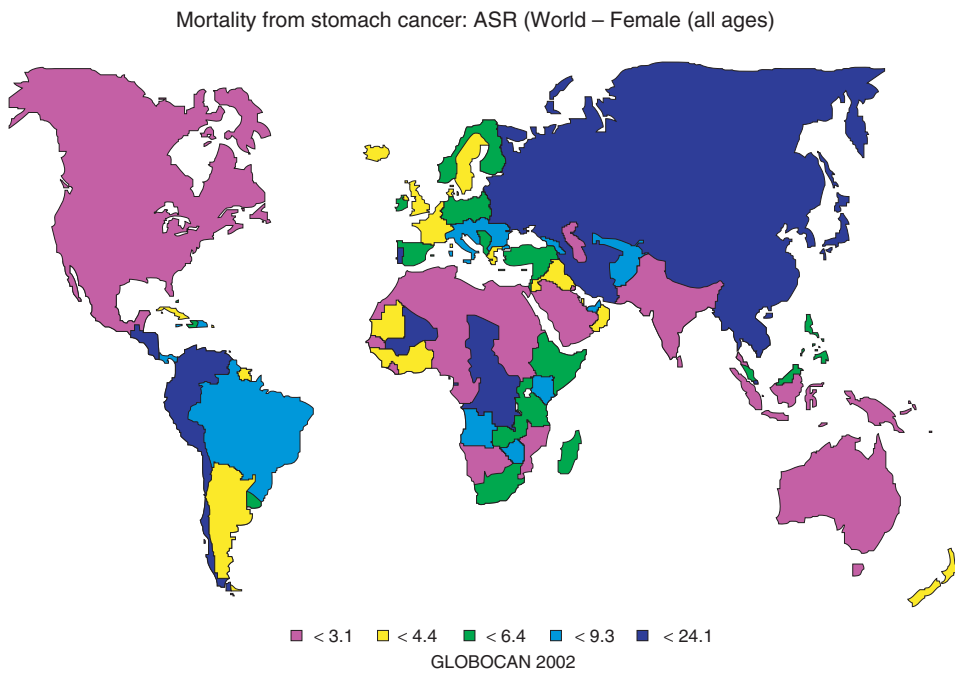 Mortality from stomach cancer: ASR (World – Female (all ages)
< 3.1 < 4.4 < 6.4 < 9.3 < 24.1
GLOBOCAN 2002